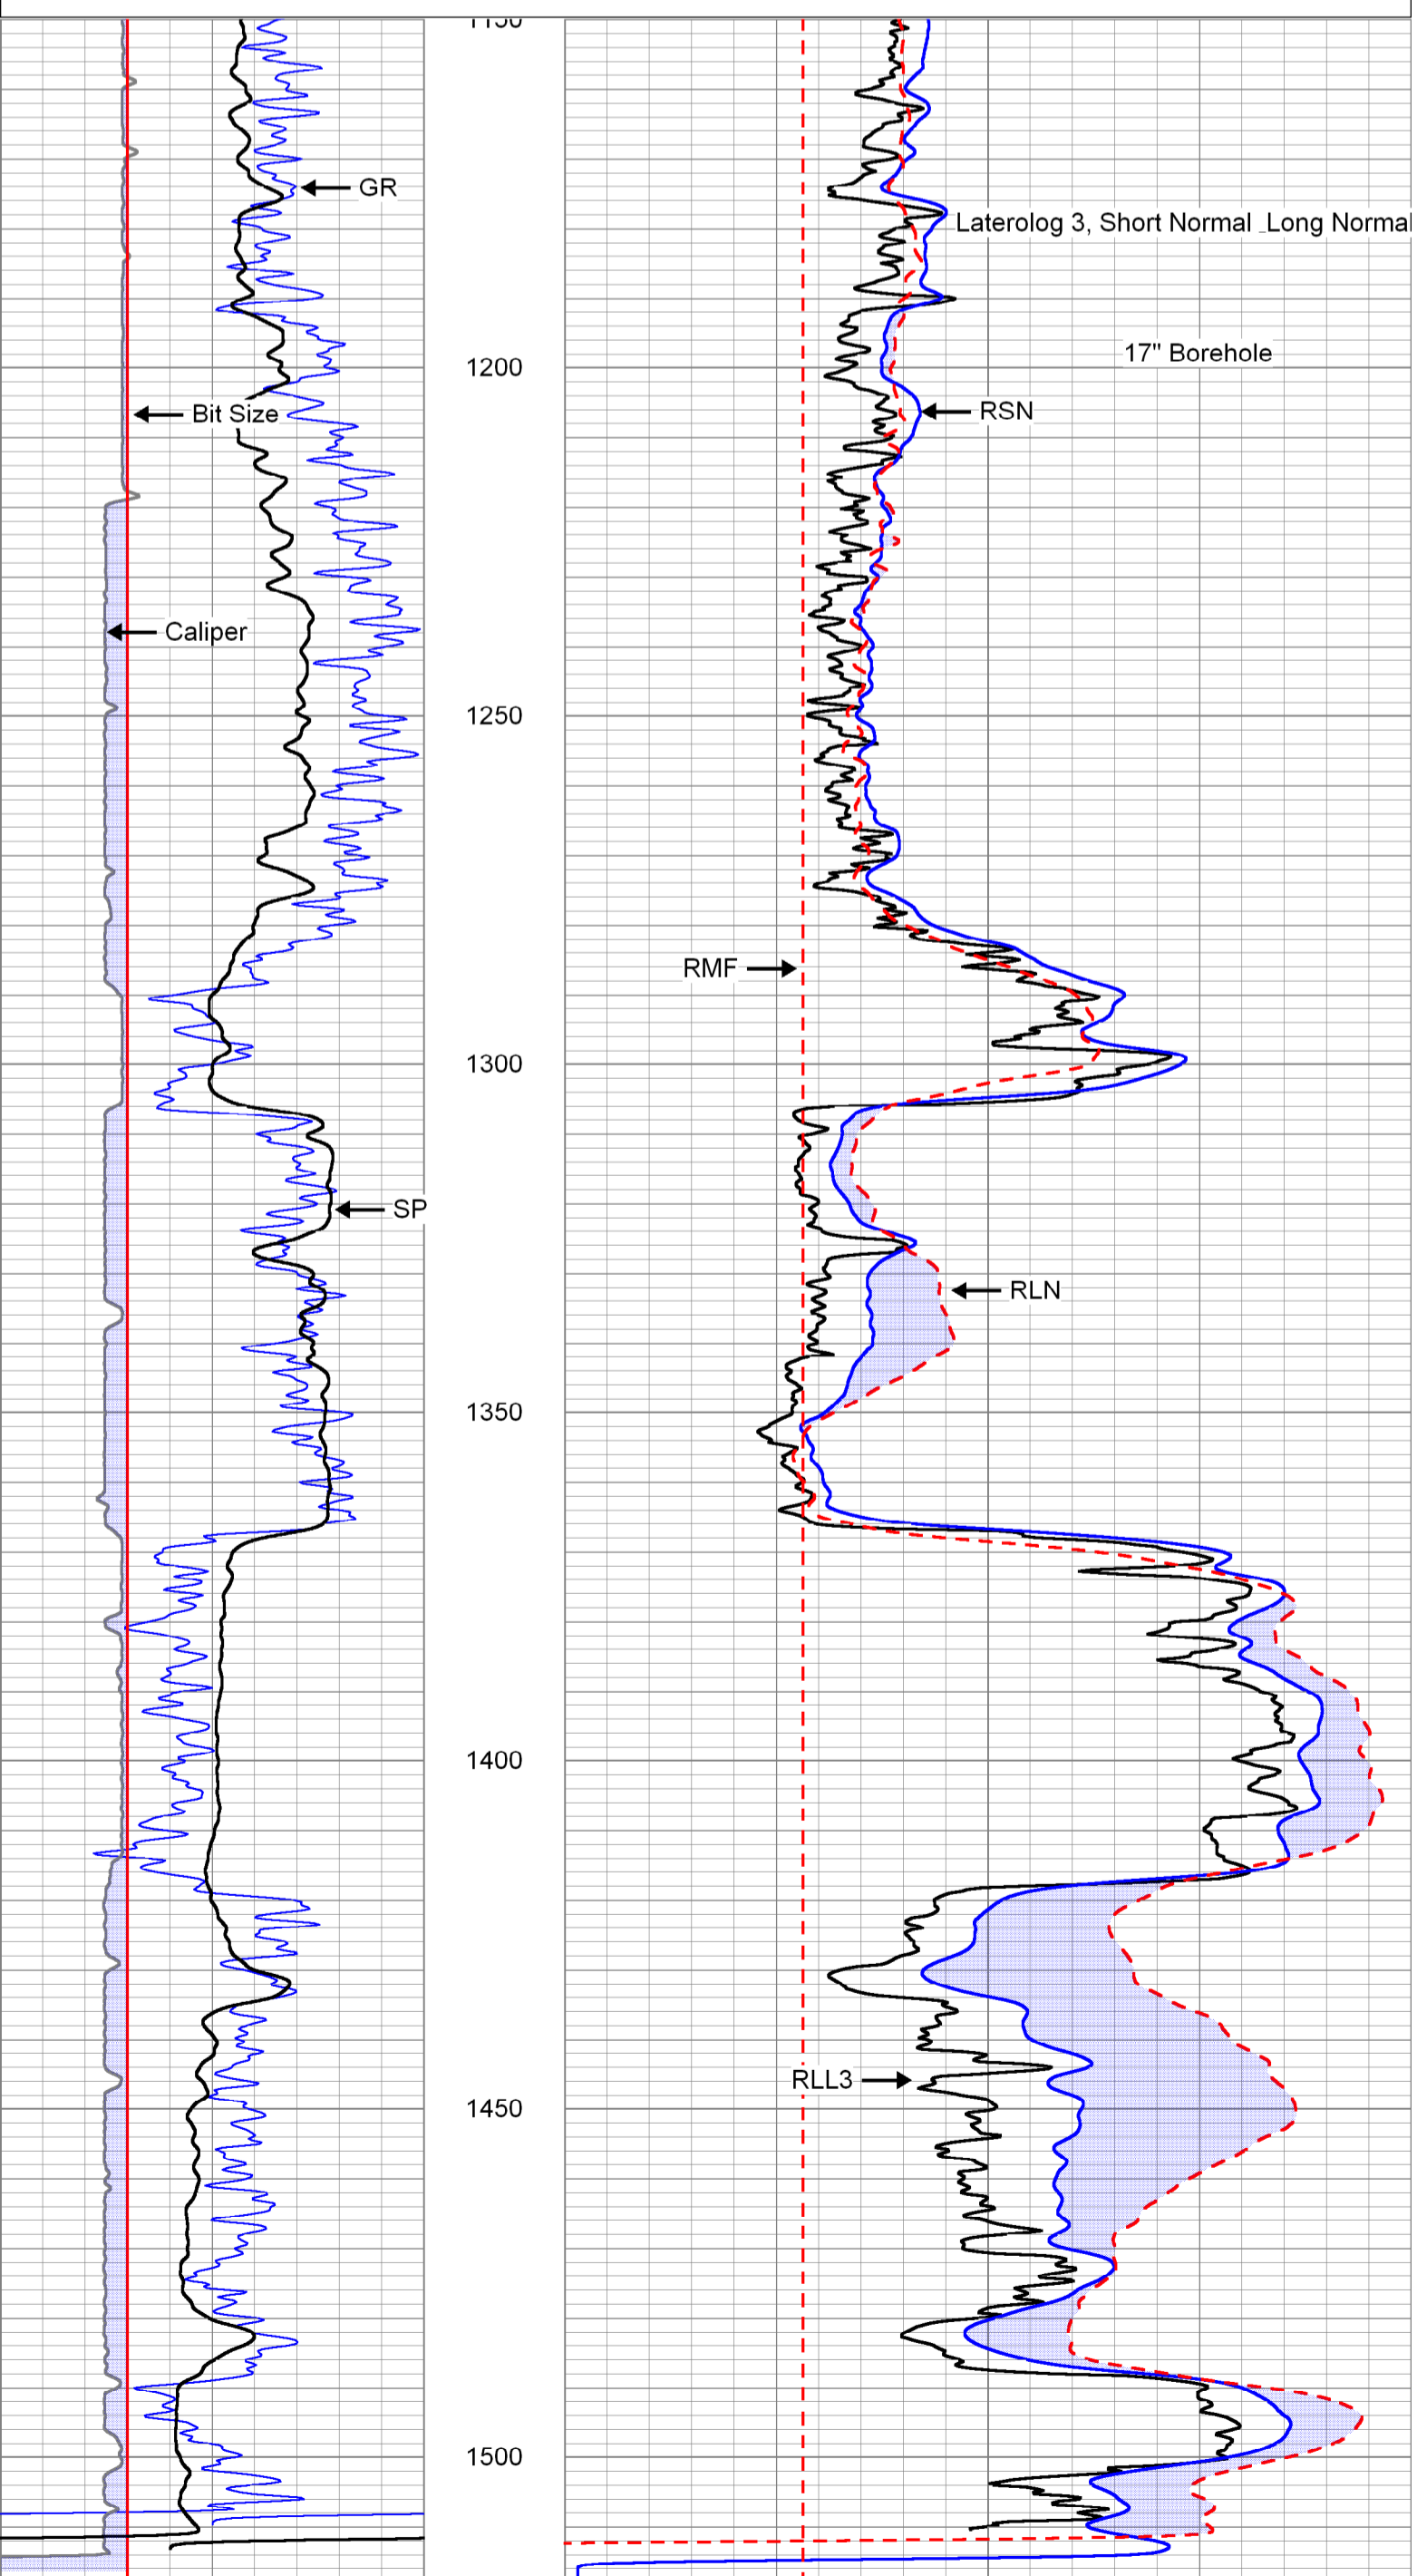 GR
Laterolog 3, Short Normal _Long Normal
17" Borehole
1200
Bit Size
RSN
Caliper
1250
RMF
1300
SP
RLN
1350
1400
RLL3
1450
1500